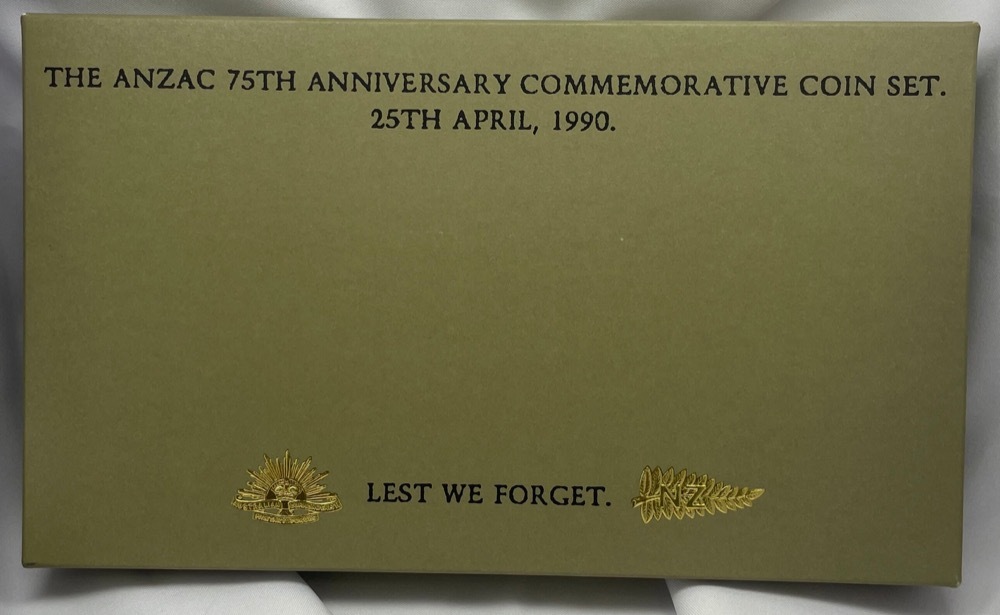 THE ANZAC 75TH ANNIVERSARY COMMEMORATIVE COIN SET.
25TH APRIL, 1990.
LEST WE FORGET.
NZ